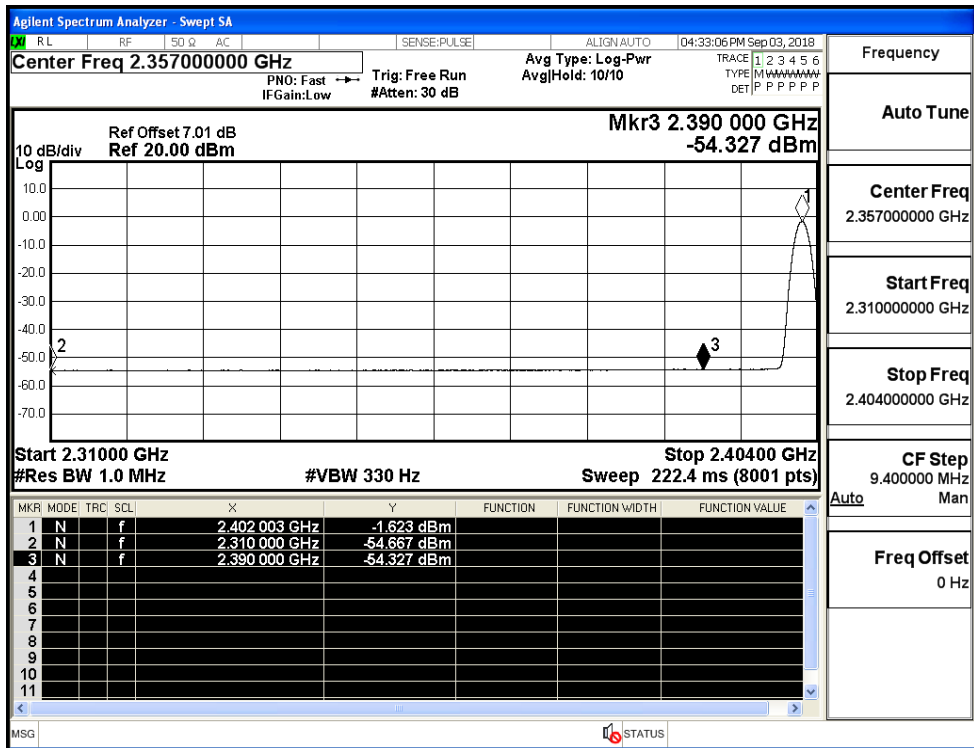 Agilent Spectrum Analyzer - Swept SA
LXI RL RF 50 Ω AC SENSE:PULSE ALIGNAUTO 04:33:06 PM Sep 03, 2018
Center Freq 2.357000000 GHz
PNO: Fast
IFGain:Low
Trig: Free Run
#Atten: 30 dB
Avg Type: Log-Pwr
Avg|Hold: 10/10
TRACE 1 2 3 4 5 6
TYPE MWWWWW
DET P P P P P P
Ref Offset 7.01 dB
10 dB/div Ref 20.00 dBm
Log
Mkr3 2.390 000 GHz
-54.327 dBm
10.0
0.00
-10.0
-20.0
-30.0
-40.0
-50.0
-60.0
-70.0
1
2
3
Start 2.31000 GHz Stop 2.40400 GHz
#Res BW 1.0 MHz #VBW 330 Hz Sweep 222.4 ms (8001 pts)
MKR MODE TRC SCL X Y FUNCTION FUNCTION WIDTH FUNCTION VALUE
1 N f 2.402 003 GHz -1.623 dBm
2 N f 2.310 000 GHz -54.667 dBm
3 N f 2.390 000 GHz -54.327 dBm
4
5
6
7
8
9
10
11
MSG STATUS
Frequency
Auto Tune
Center Freq
2.357000000 GHz
Start Freq
2.310000000 GHz
Stop Freq
2.404000000 GHz
CF Step
9.400000 MHz
Auto Man
Freq Offset
0 Hz